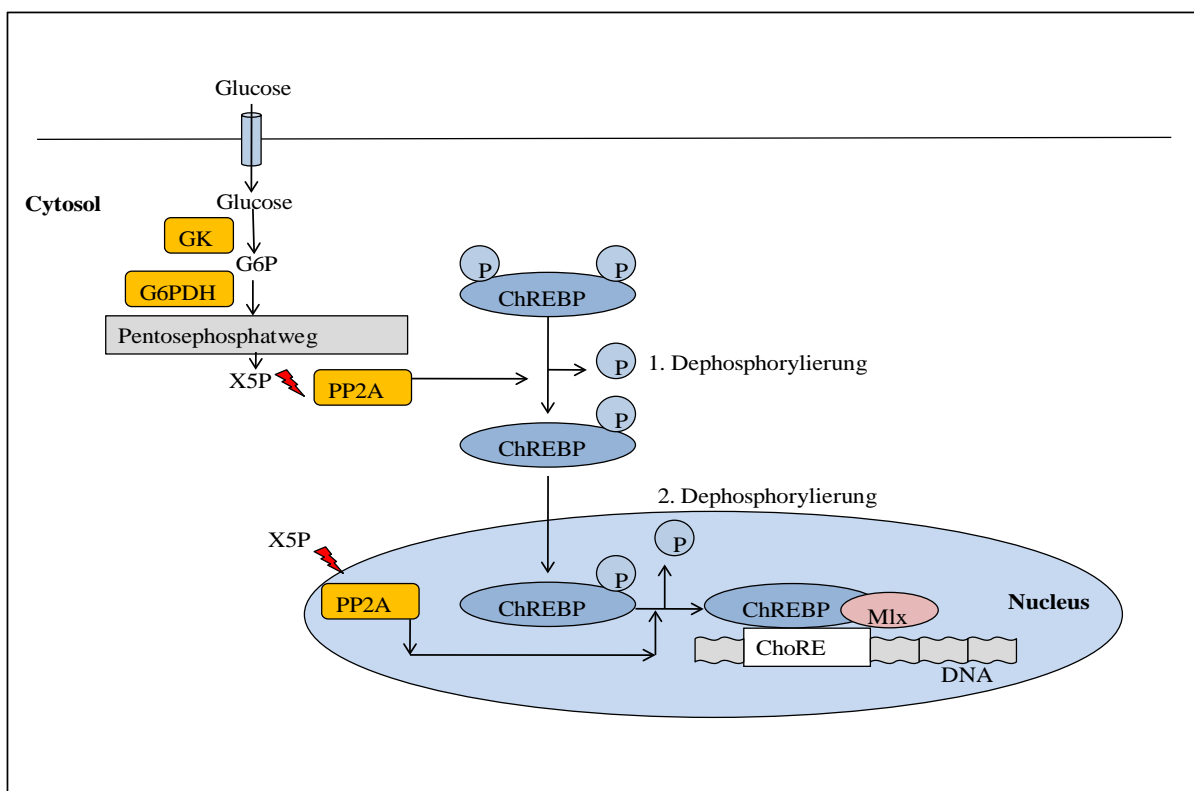 Glucose
Cytosol
Glucose
GK
G6P
G6PDH
Pentosephosphatweg
X5P
PP2A
P
P
ChREBP
P
1. Dephosphorylierung
P
ChREBP
2. Dephosphorylierung
X5P
PP2A
P
ChREBP
P
ChREBP
Mlx
Nucleus
ChoRE
DNA